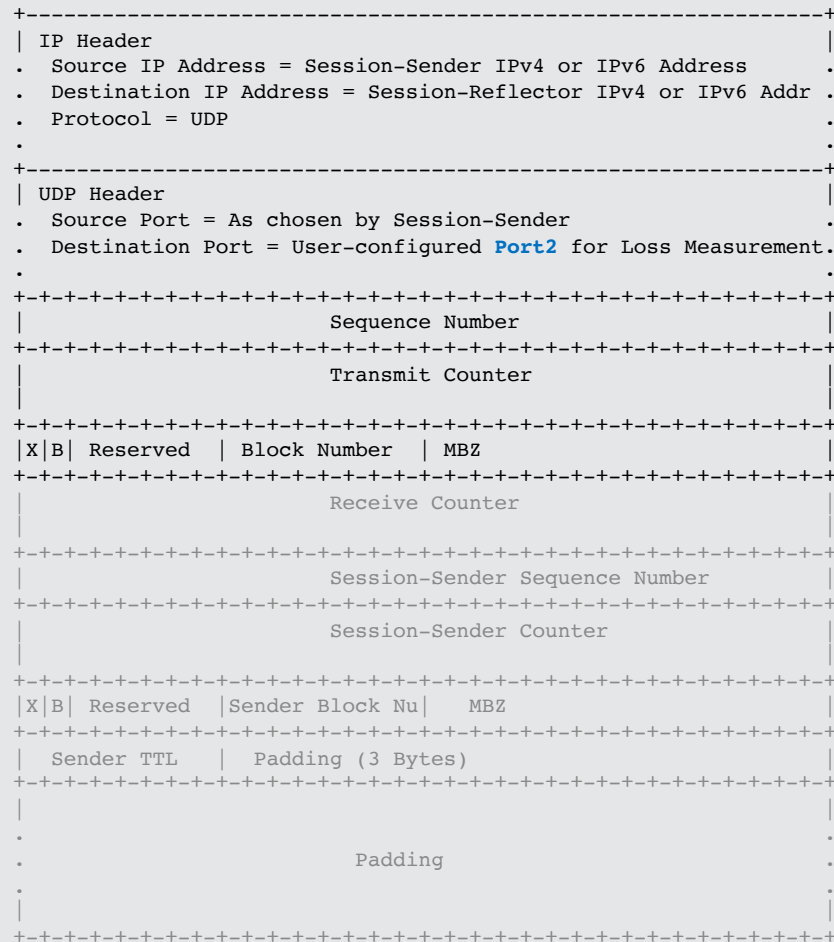 +---------------------------------------------------------------+
| IP Header |
. Source IP Address = Session-Sender IPv4 or IPv6 Address .
. Destination IP Address = Session-Reflector IPv4 or IPv6 Addr .
. Protocol = UDP .
. .
+---------------------------------------------------------------+
| UDP Header |
. Source Port = As chosen by Session-Sender .
. Destination Port = User-configured Port2 for Loss Measurement.
. .
+-+-+-+-+-+-+-+-+-+-+-+-+-+-+-+-+-+-+-+-+-+-+-+-+-+-+-+-+-+-+-+-+
| Sequence Number |
+-+-+-+-+-+-+-+-+-+-+-+-+-+-+-+-+-+-+-+-+-+-+-+-+-+-+-+-+-+-+-+-+
| Transmit Counter |
| |
+-+-+-+-+-+-+-+-+-+-+-+-+-+-+-+-+-+-+-+-+-+-+-+-+-+-+-+-+-+-+-+-+
|X|B| Reserved | Block Number | MBZ |
+-+-+-+-+-+-+-+-+-+-+-+-+-+-+-+-+-+-+-+-+-+-+-+-+-+-+-+-+-+-+-+-+
| Receive Counter |
| |
+-+-+-+-+-+-+-+-+-+-+-+-+-+-+-+-+-+-+-+-+-+-+-+-+-+-+-+-+-+-+-+-+
| Session-Sender Sequence Number |
+-+-+-+-+-+-+-+-+-+-+-+-+-+-+-+-+-+-+-+-+-+-+-+-+-+-+-+-+-+-+-+-+
| Session-Sender Counter |
| |
+-+-+-+-+-+-+-+-+-+-+-+-+-+-+-+-+-+-+-+-+-+-+-+-+-+-+-+-+-+-+-+-+
|X|B| Reserved |Sender Block Nu| MBZ |
+-+-+-+-+-+-+-+-+-+-+-+-+-+-+-+-+-+-+-+-+-+-+-+-+-+-+-+-+-+-+-+-+
| Sender TTL | Padding (3 Bytes) |
+-+-+-+-+-+-+-+-+-+-+-+-+-+-+-+-+-+-+-+-+-+-+-+-+-+-+-+-+-+-+-+-+
| |
. .
. Padding .
. .
| |
+-+-+-+-+-+-+-+-+-+-+-+-+-+-+-+-+-+-+-+-+-+-+-+-+-+-+-+-+-+-+-+-+